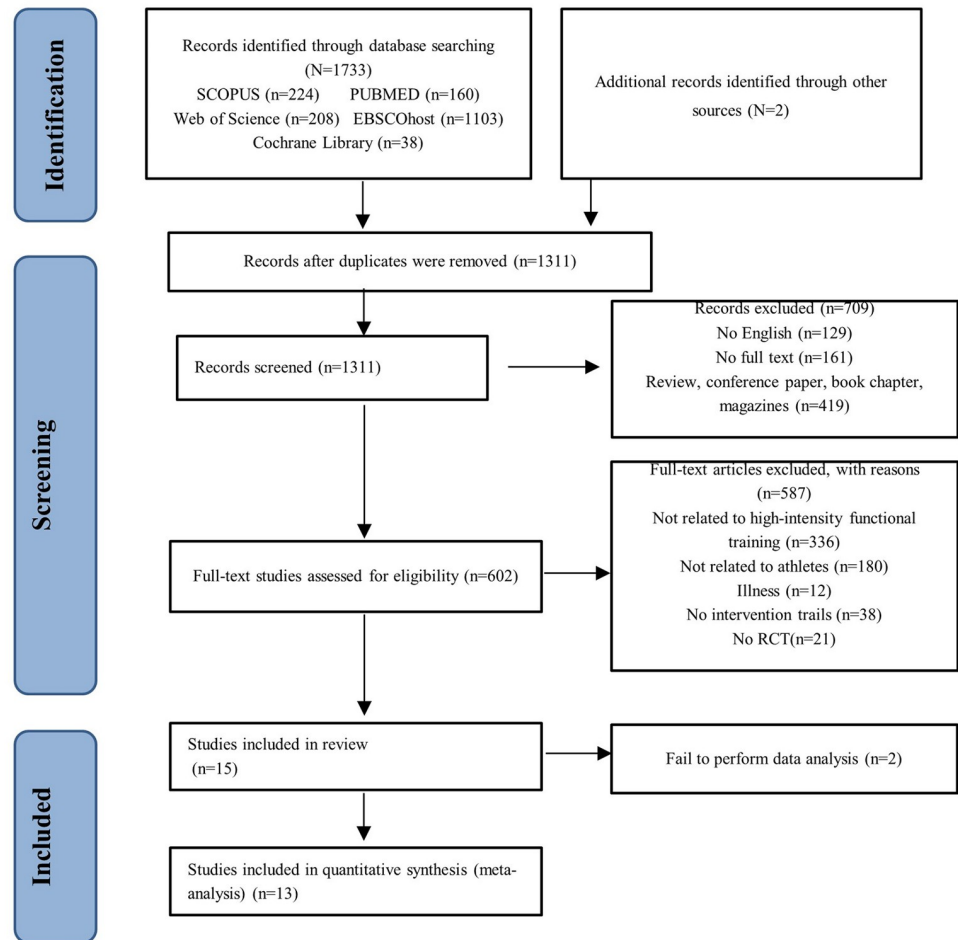 Identification
Records identified through database searching
(N=1733)
SCOPUS (n=224) PUBMED (n=160)
Web of Science (n=208) EBSCOhost (n=1103)
Cochrane Library (n=38)
Additional records identified through other
sources (N=2)
Screening
Records after duplicates were removed (n=1311)
Records screened (n=1311)
Records excluded (n=709)
No English (n=129)
No full text (n=161)
Review, conference paper, book chapter,
magazines (n=419)
Full-text studies assessed for eligibility (n=602)
Full-text articles excluded, with reasons
(n=587)
Not related to high-intensity functional
training (n=336)
Not related to athletes (n=180)
Illness (n=12)
No intervention trails (n=38)
No RCT(n=21)
Included
Studies included in review
(n=15)
Fail to perform data analysis (n=2)
Studies included in quantitative synthesis (meta-
analysis) (n=13)